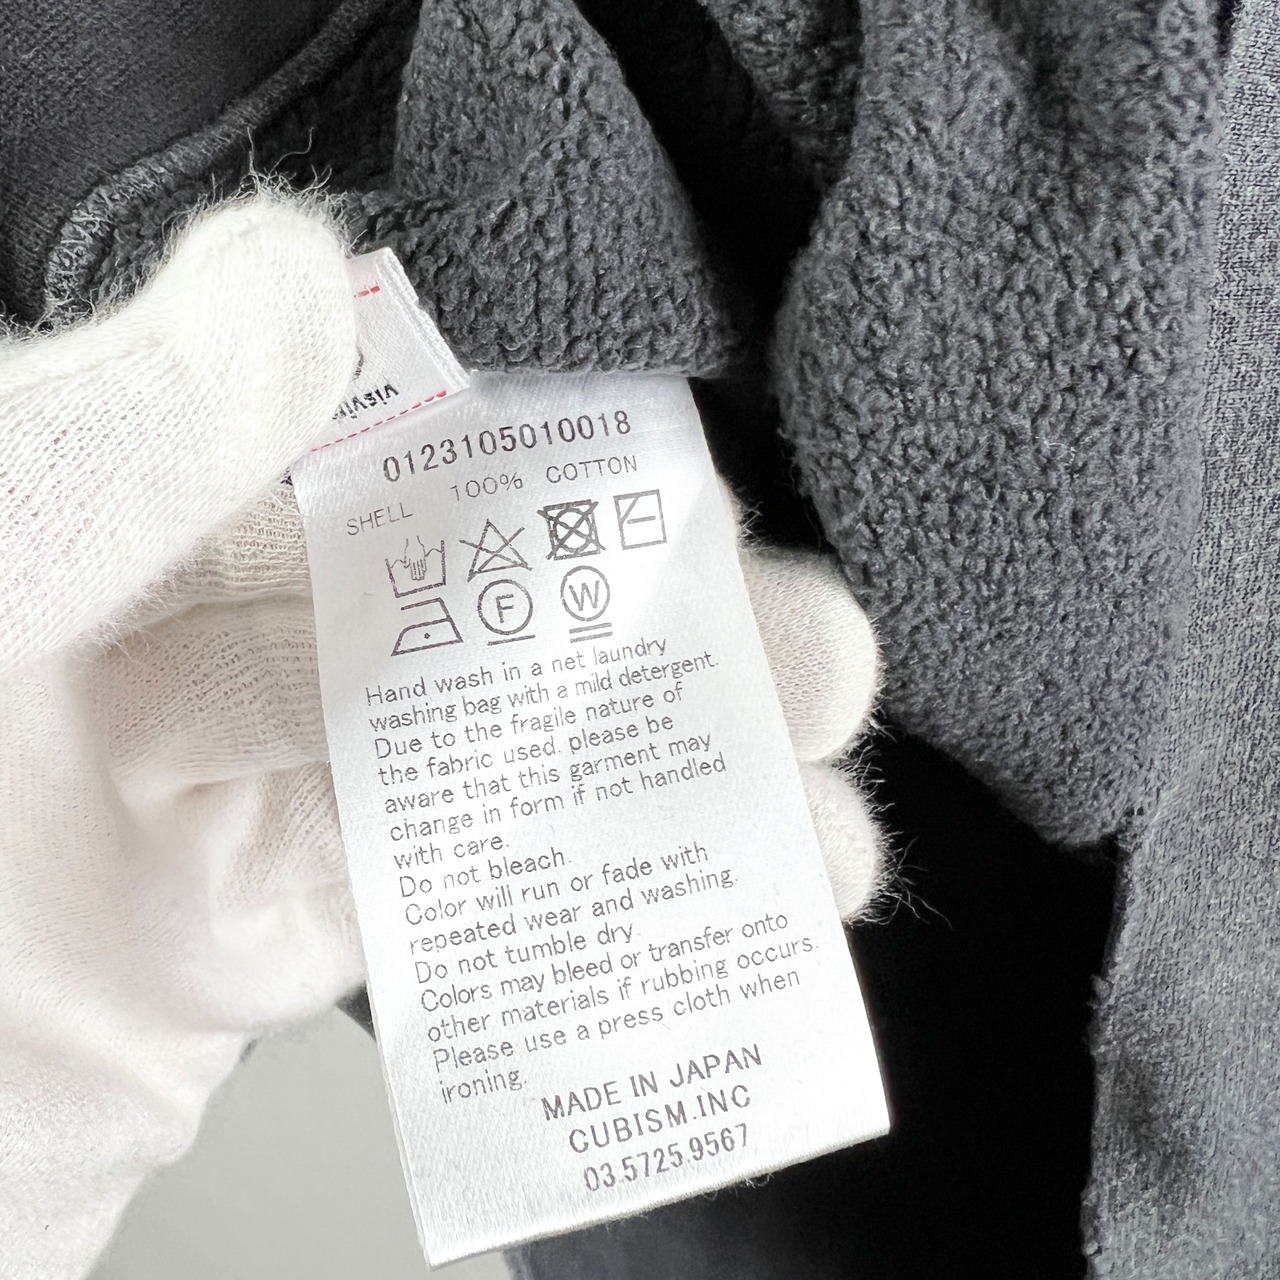 0123105010018
SHELL 100% COTTON
F W
Hand wash in a net laundry
washing bag with a mild detergent.
Due to the fragile nature of
the fabric used. please be
aware that this garment may
change in form if not handled
with care.
Do not bleach.
Color will run or fade with
repeated wear and washing.
Do not tumble dry.
Colors may bleed or transfer onto
other materials if rubbing occurs.
Please use a press cloth when
ironing.
MADE IN JAPAN
CUBISM.INC
03.5725.9567